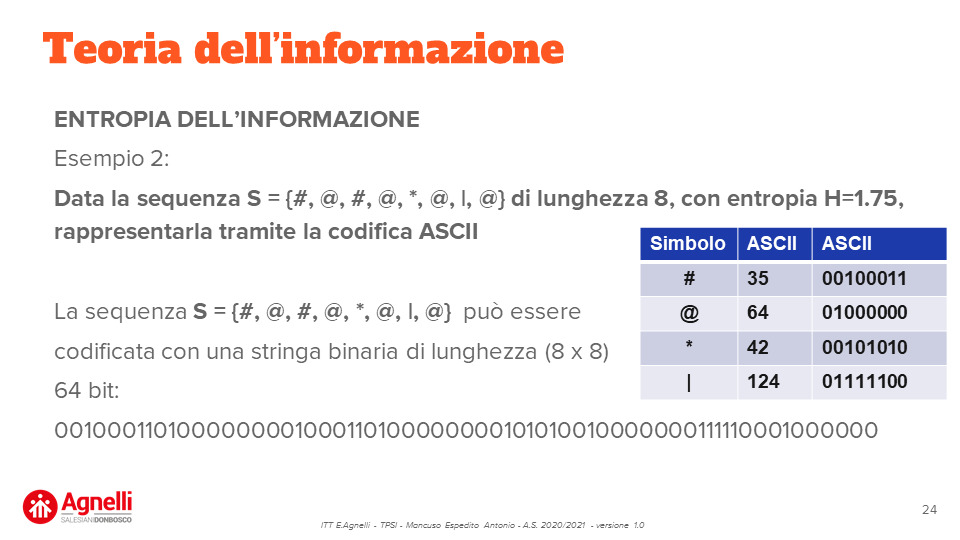 Teoria dell'informazione
ENTROPIA DELL'INFORMAZIONE
Esempio 2:
Data la sequenza S = {#, @, #, @, *, @, |, @} di lunghezza 8, con entropia H=1.75,
rappresentarla tramite la codifica ASCII
Simbolo ASCII ASCII
# 35 00100011
@ 64 01000000
* 42 00101010
| 124 01111100
La sequenza S = {#, @, #, @, *, @, |, @} può essere
codificata con una stringa binaria di lunghezza (8 x 8)
64 bit:
0010001101000000001000110100000000101010010000000111110001000000
Agnelli
SALESIANI DONBOSCO
ITT E.Agnelli - TPSI - Mancuso Espedito Antonio - A.S. 2020/2021 - versione 1.0
24